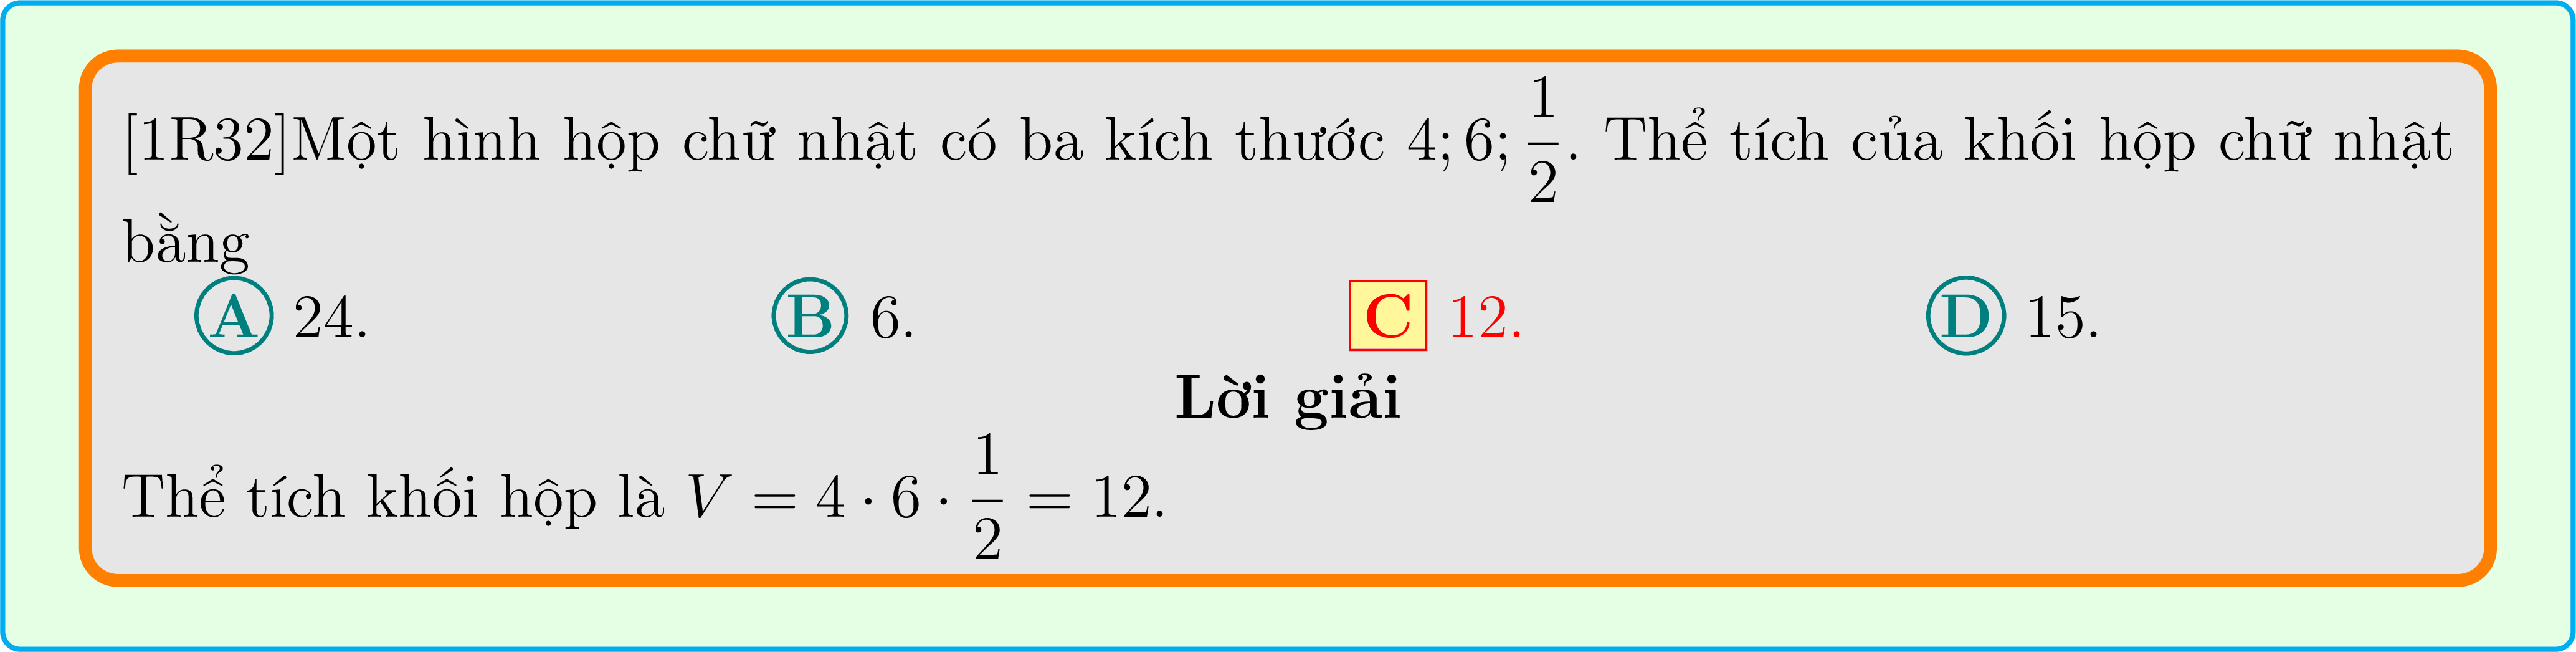 [1R32]Một hình hộp chữ nhật có ba kích thước 4; 6; \frac{1}{2}. Thể tích của khối hộp chữ nhật
bằng
A 24. B 6. C 12. D 15.
Lời giải
Thể tích khối hộp là V = 4 · 6 · \frac{1}{2} = 12.